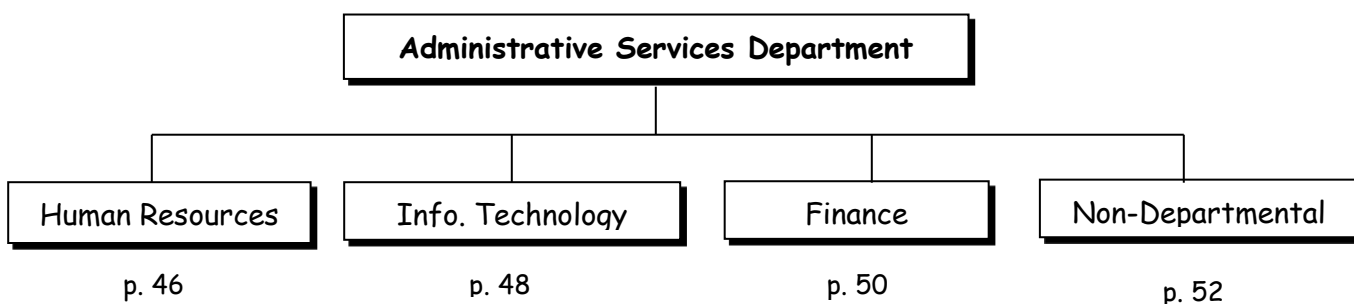 Administrative Services Department
Human Resources
Info. Technology
Finance
Non-Departmental
p. 46
p. 48
p. 50
p. 52